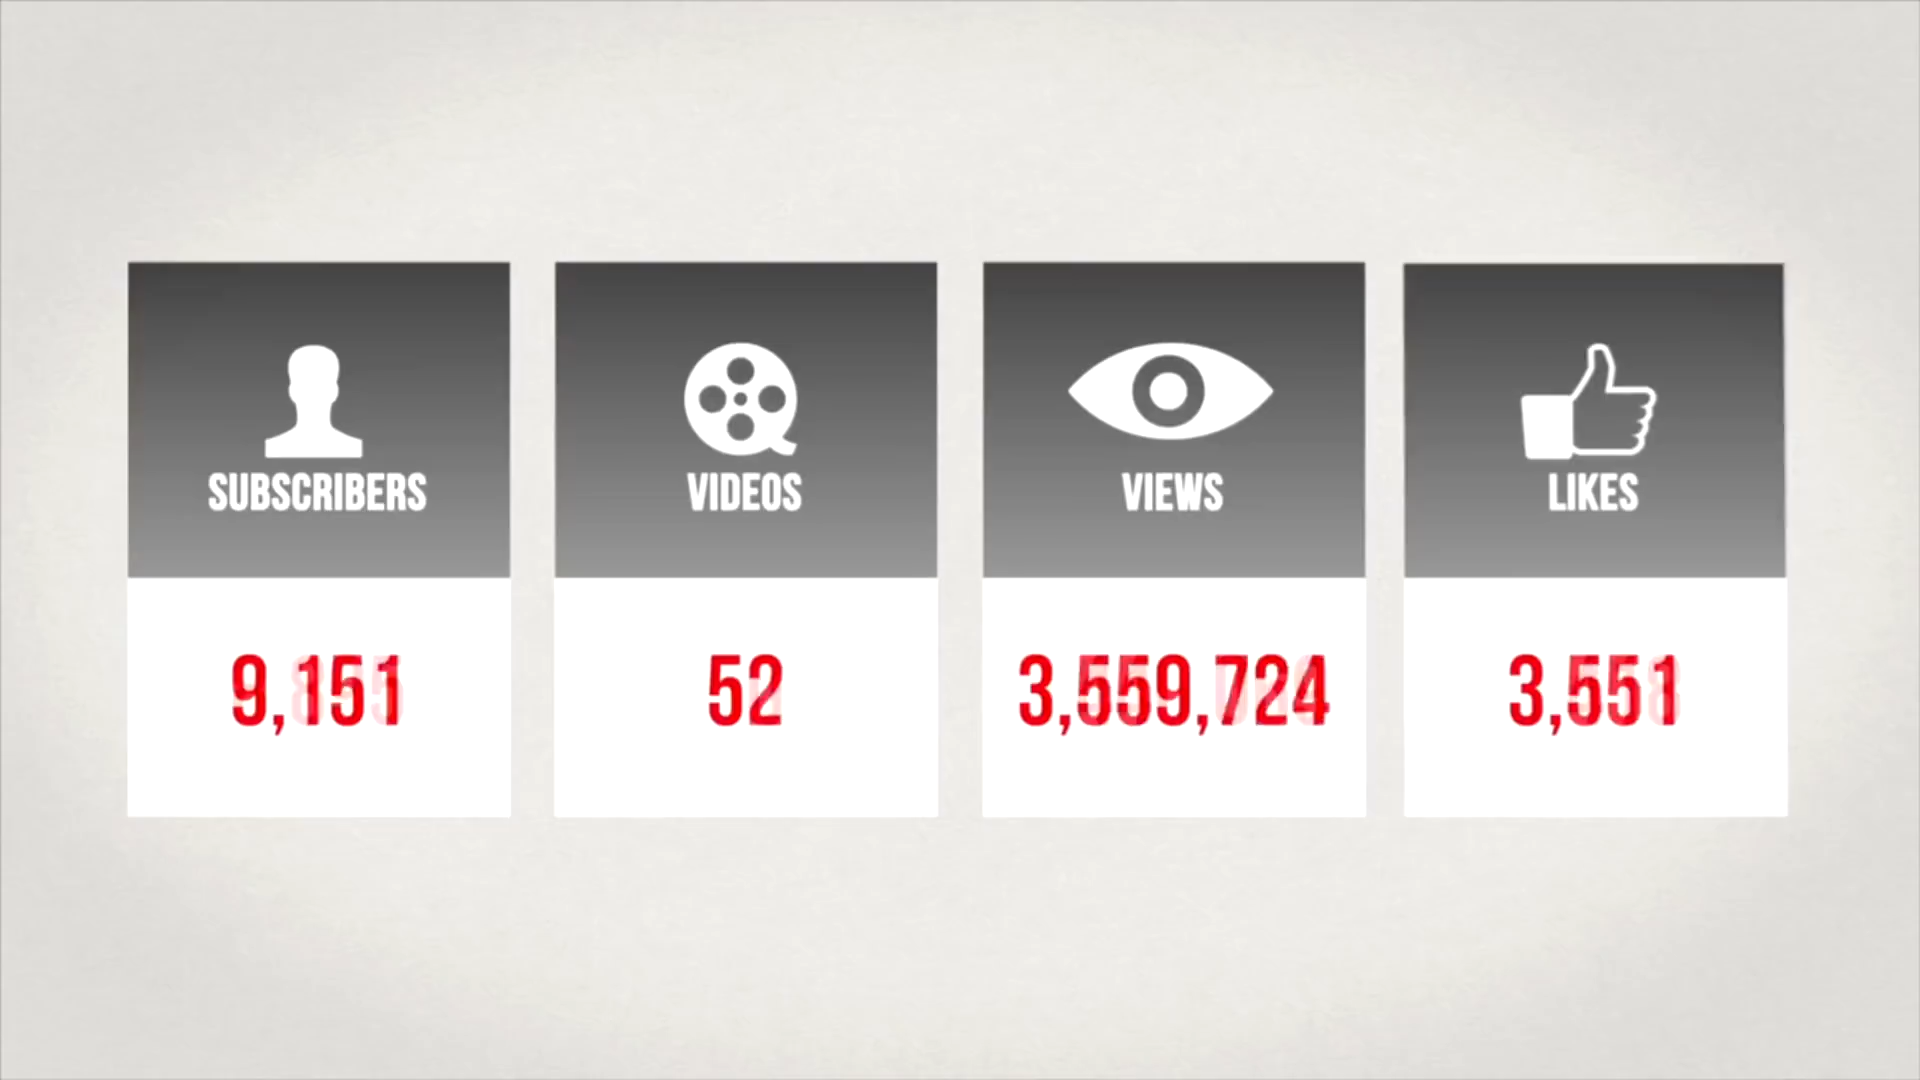 SUBSCRIBERS
VIDEOS
VIEWS
LIKES
9,151
52
3,559,724
3,551